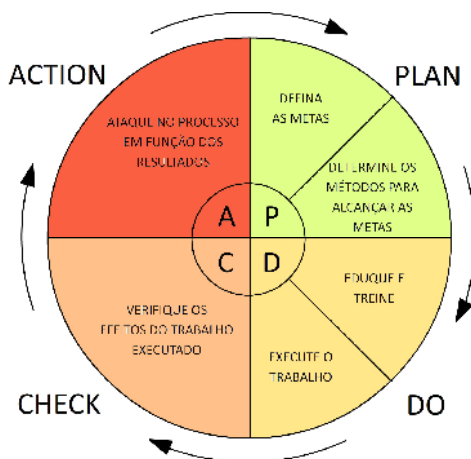 ACTION
PLAN
ATAQUE NO PROCESSO
EM FUNÇÃO DOS
RESULTADOS
DEFINA
AS METAS
DETERMINE OS
MÉTODOS PARA
ALCANÇAR AS
METAS
A
P
C
D
EDUQUE E
TREINE
EXECUTE O
TRABALHO
VERIFIQUE OS
EFEITOS DO TRABALHO
EXECUTADO
CHECK
DO